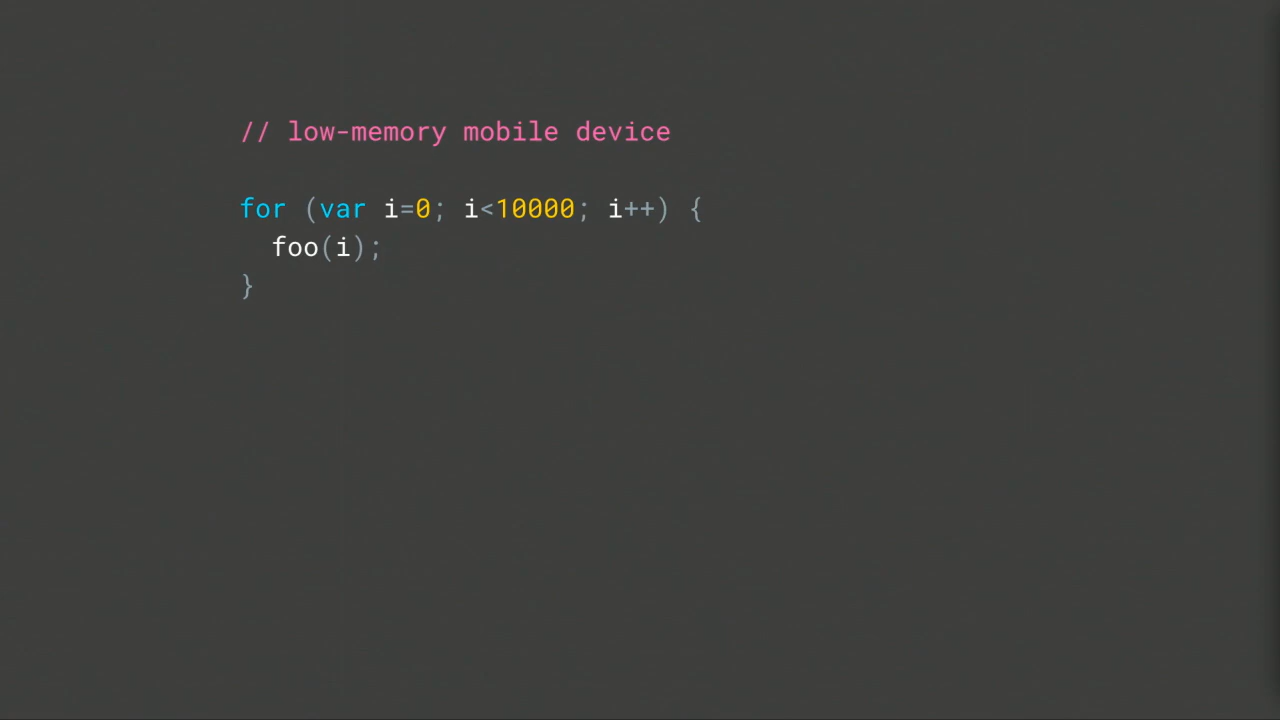 // low-memory mobile device
for (var i=0; i<10000; i++) {
  foo(i);
}